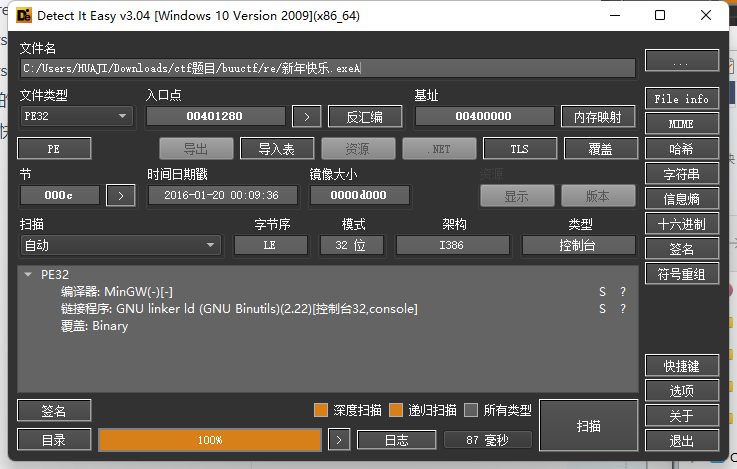 Detect It Easy v3.04 [Windows 10 Version 2009](x86_64)
文件名
C:/Users/HUAJI/Downloads/ctf题目/buuctf/re/新年快乐.exeA
...
文件类型 入口点 基址
PE32 00401280 > 反汇编 00400000 内存映射
File info
MIME
PE 导出 导入表 资源 .NET TLS 覆盖
哈希
节 时间日期戳 镜像大小 资源
字符串
000c > 2016-01-20 00:09:36 0000d000 显示 版本
信息熵
扫描 字节序 模式 架构 类型
十六进制
自动 LE 32 位 I386 控制台
签名
PE32
符号重组
编译器: MinGW(-)[-] S ?
链接程序: GNU linker ld (GNU Binutils)(2.22)[控制台32,console] S ?
覆盖: Binary
快捷键
选项
签名 深度扫描 递归扫描 所有类型 扫描
关于
目录 100% > 日志 87 毫秒
退出